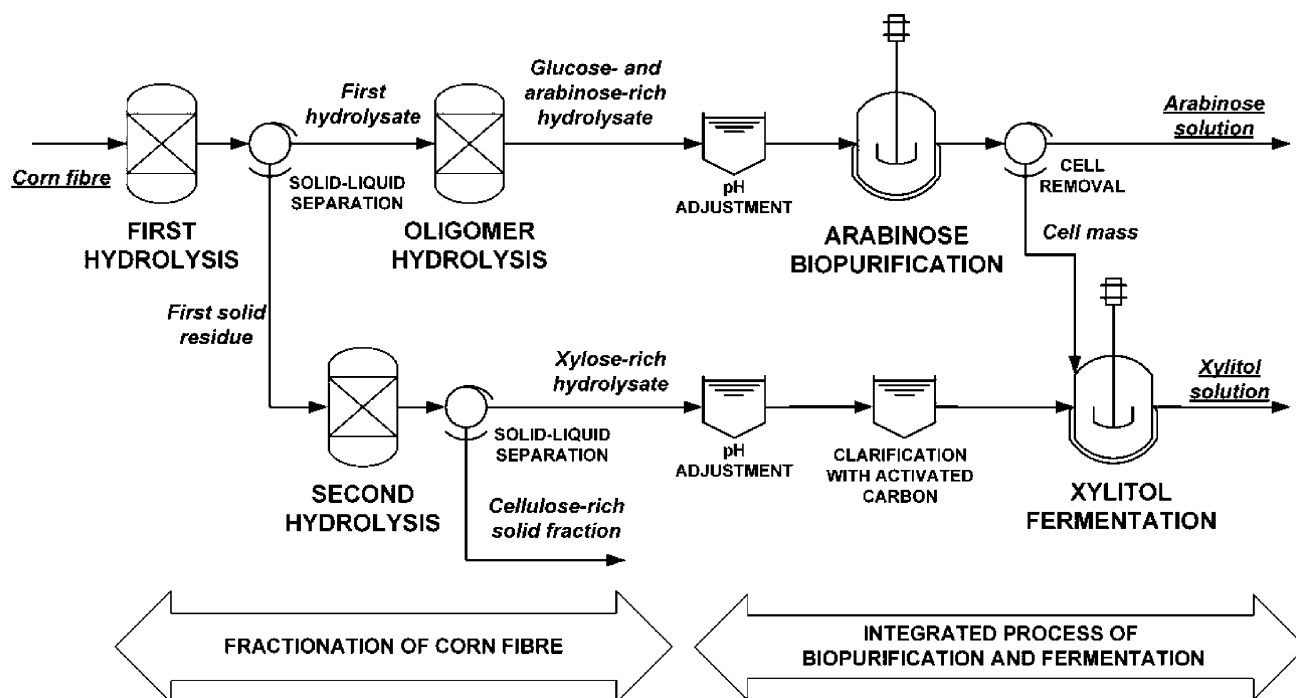 Corn fibre
FIRST
HYDROLYSIS
SOLID-LIQUID
SEPARATION
First
hydrolysate
OLIGOMER
HYDROLYSIS
Glucose- and
arabinose-rich
hydrolysate
pH
ADJUSTMENT
ARABINOSE
BIOPURIFICATION
CELL
REMOVAL
Arabinose
solution
Cell mass
First solid
residue
SECOND
HYDROLYSIS
SOLID-LIQUID
SEPARATION
Xylose-rich
hydrolysate
Cellulose-rich
solid fraction
pH
ADJUSTMENT
CLARIFICATION
WITH ACTIVATED
CARBON
XYLITOL
FERMENTATION
Xylitol
solution
FRACTIONATION OF CORN FIBRE
INTEGRATED PROCESS OF
BIOPURIFICATION AND FERMENTATION